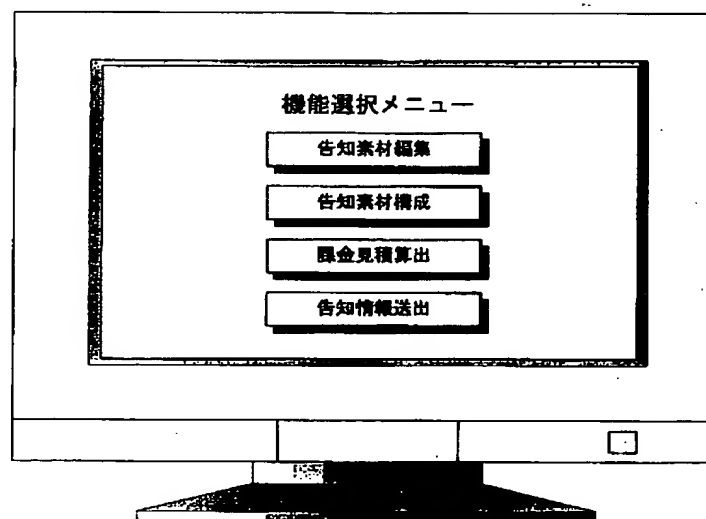 機能選択メニュー
告知素材編集
告知素材構成
課金見積算出
告知情報送出